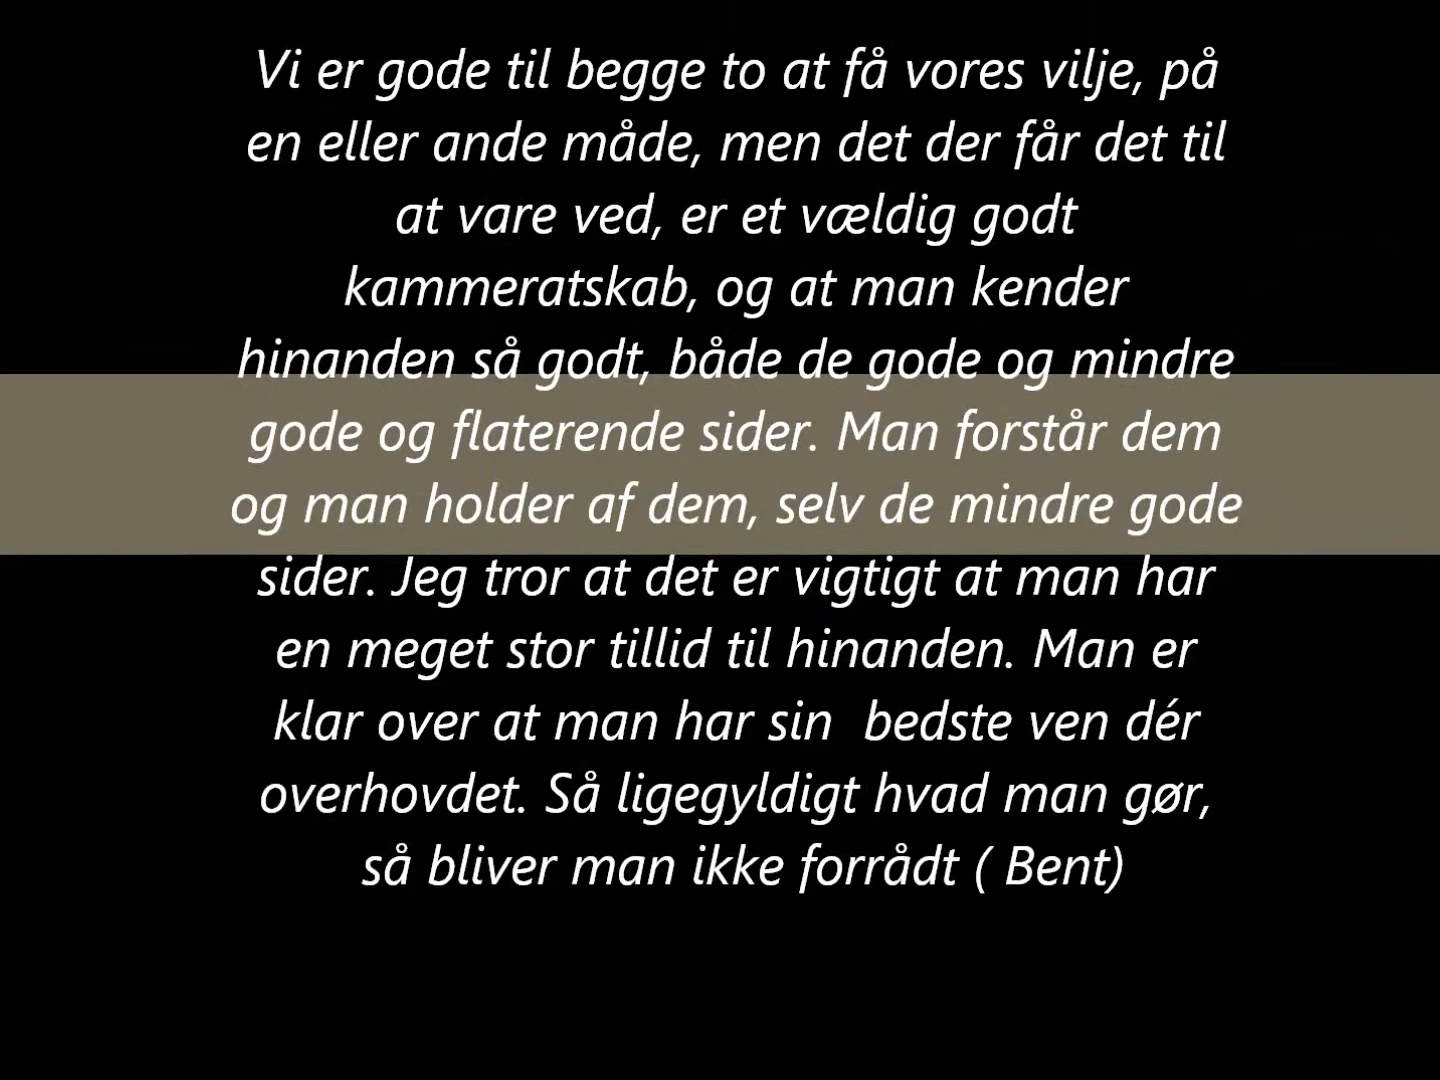 Vi er gode til begge to at få vores vilje, på
en eller ande måde, men det der får det til
at vare ved, er et vældig godt
kammeratskab, og at man kender
hinanden så godt, både de gode og mindre
gode og flaterende sider. Man forstår dem
og man holder af dem, selv de mindre gode
sider. Jeg tror at det er vigtigt at man har
en meget stor tillid til hinanden. Man er
klar over at man har sin  bedste ven dér
overhovdet. Så ligegyldigt hvad man gør,
så bliver man ikke forrådt ( Bent)